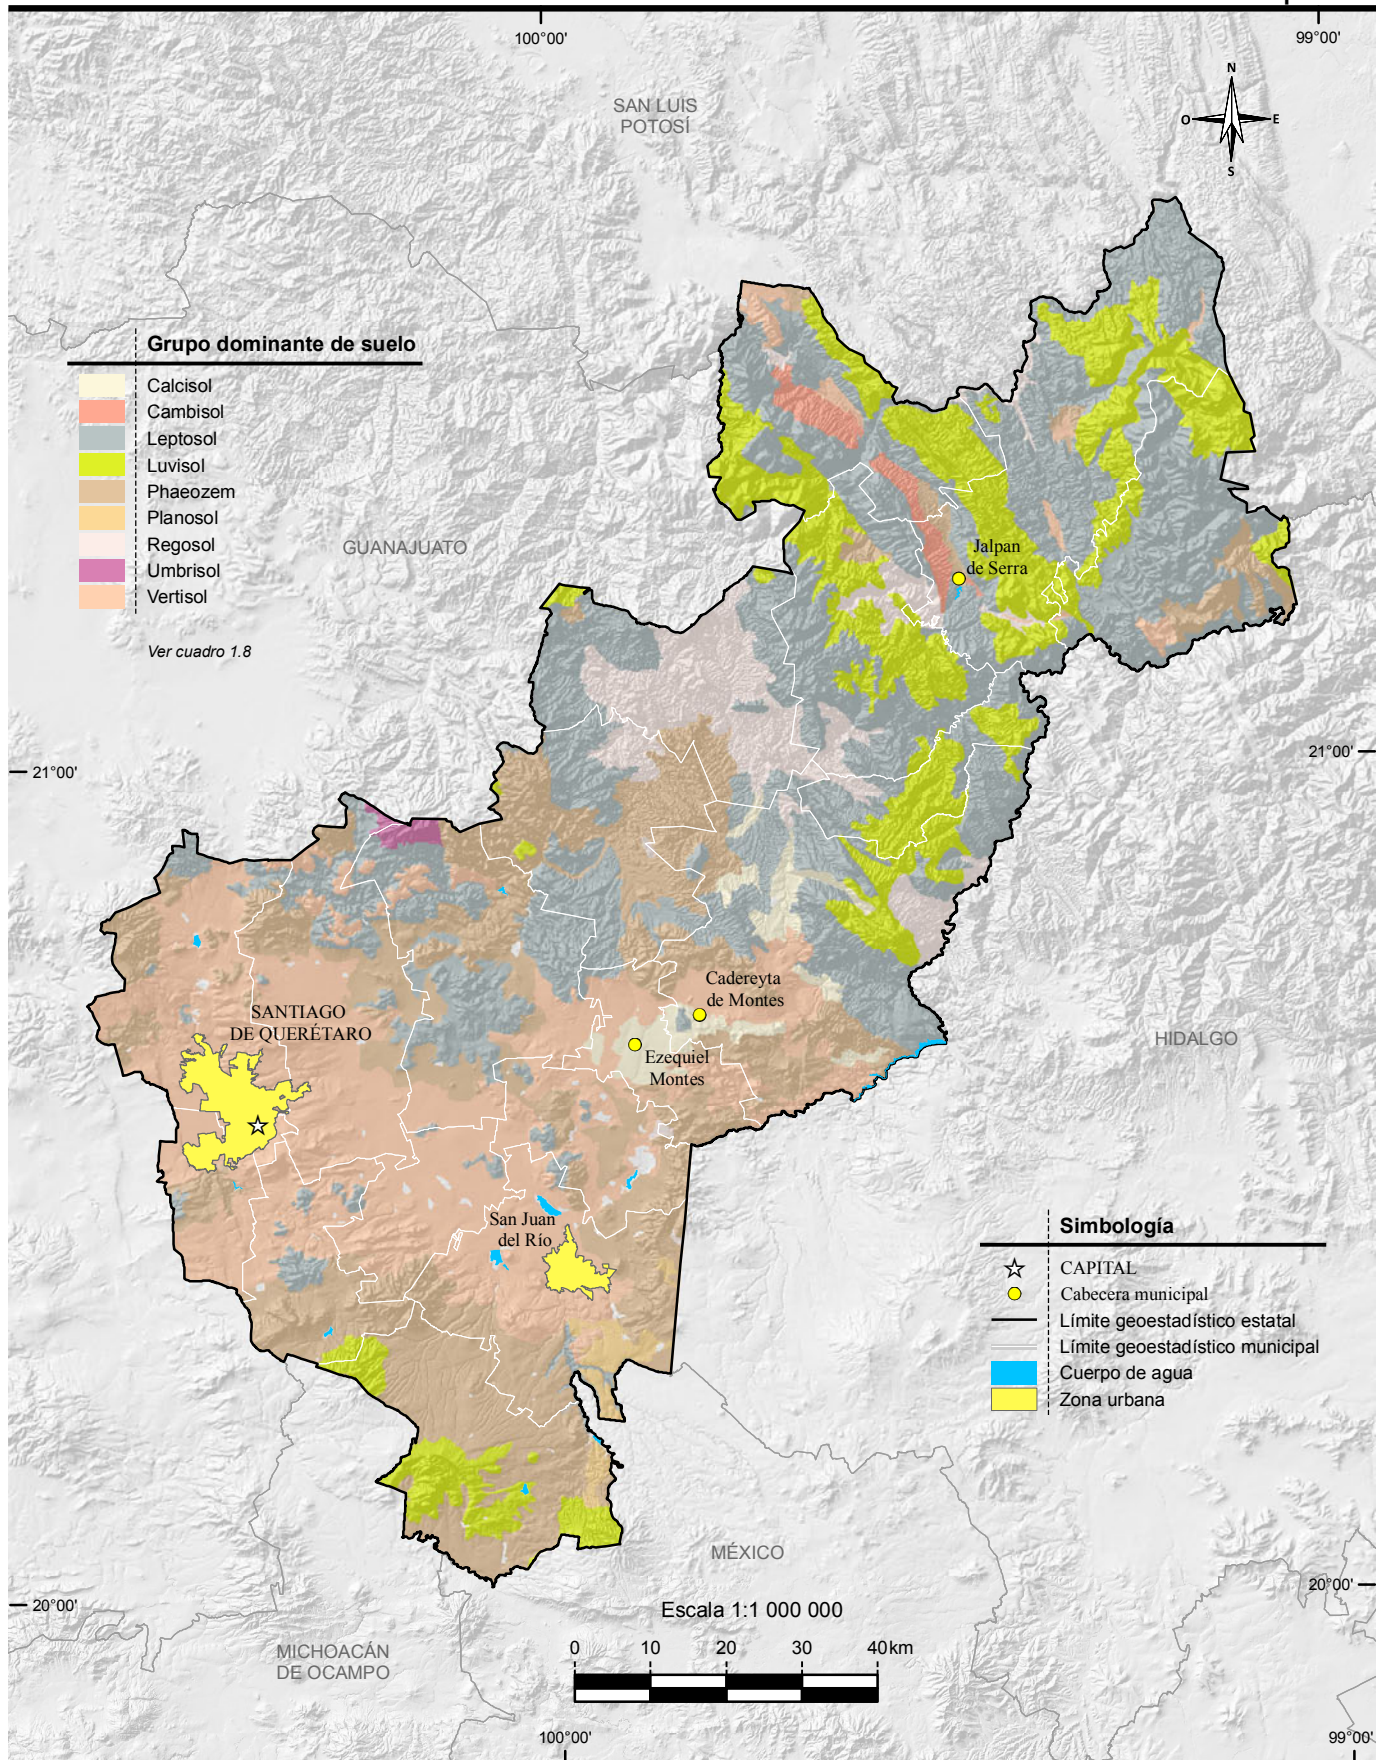 100°00'
99°00'
SAN LUIS
POTOSÍ
N
O
E
S
Grupo dominante de suelo
Calcisol
Cambisol
Leptosol
Luvisol
Phaeozem
Planosol
Regosol
Umbrisol
Vertisol
Ver cuadro 1.8
GUANAJUATO
Jalpan
de Serra
21°00'
21°00'
Cadereyta
de Montes
SANTIAGO
DE QUERÉTARO
Ezequiel
Montes
HIDALGO
San Juan
del Río
Simbología
CAPITAL
Cabecera municipal
Límite geoestadístico estatal
Límite geoestadístico municipal
Cuerpo de agua
Zona urbana
MÉXICO
20°00'
20°00'
Escala 1:1 000 000
MICHOACÁN
DE OCAMPO
0 10 20 30 40 km
100°00'
99°00'